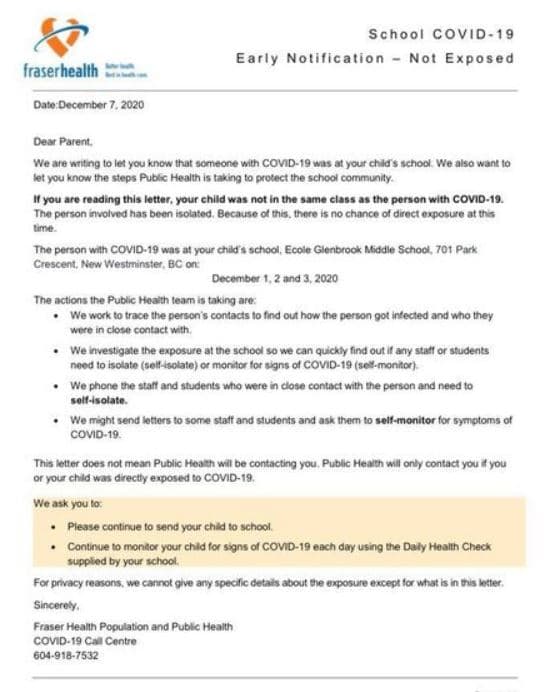 School COVID-19
Early Notification – Not Exposed
fraserhealth
Better health.
Best in health care.
Date:December 7, 2020
Dear Parent,
We are writing to let you know that someone with COVID-19 was at your child's school. We also want to
let you know the steps Public Health is taking to protect the school community.
If you are reading this letter, your child was not in the same class as the person with COVID-19.
The person involved has been isolated. Because of this, there is no chance of direct exposure at this
time.
The person with COVID-19 was at your child's school, Ecole Glenbrook Middle School, 701 Park
Crescent, New Westminster, BC on:
December 1, 2 and 3, 2020
The actions the Public Health team is taking are:
• We work to trace the person's contacts to find out how the person got infected and who they
were in close contact with.
• We investigate the exposure at the school so we can quickly find out if any staff or students
need to isolate (self-isolate) or monitor for signs of COVID-19 (self-monitor).
• We phone the staff and students who were in close contact with the person and need to
self-isolate.
• We might send letters to some staff and students and ask them to self-monitor for symptoms of
COVID-19.
This letter does not mean Public Health will be contacting you. Public Health will only contact you if you
or your child was directly exposed to COVID-19.
We ask you to:
• Please continue to send your child to school.
• Continue to monitor your child for signs of COVID-19 each day using the Daily Health Check
supplied by your school.
For privacy reasons, we cannot give any specific details about the exposure except for what is in this letter.
Sincerely,
Fraser Health Population and Public Health
COVID-19 Call Centre
604-918-7532